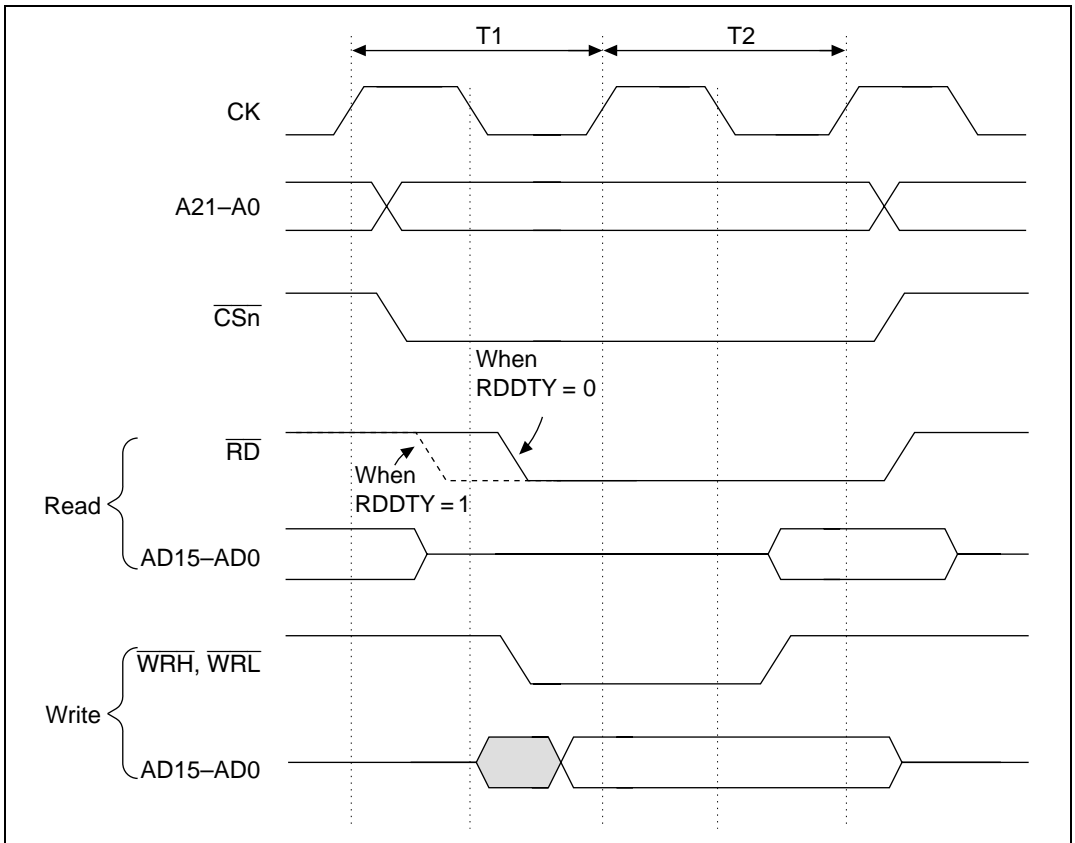 T1 T2
CK
A21–A0
CSn
When
RDDTY = 0
RD
When
RDDTY = 1
Read
AD15–AD0
WRH, WRL
Write
AD15–AD0